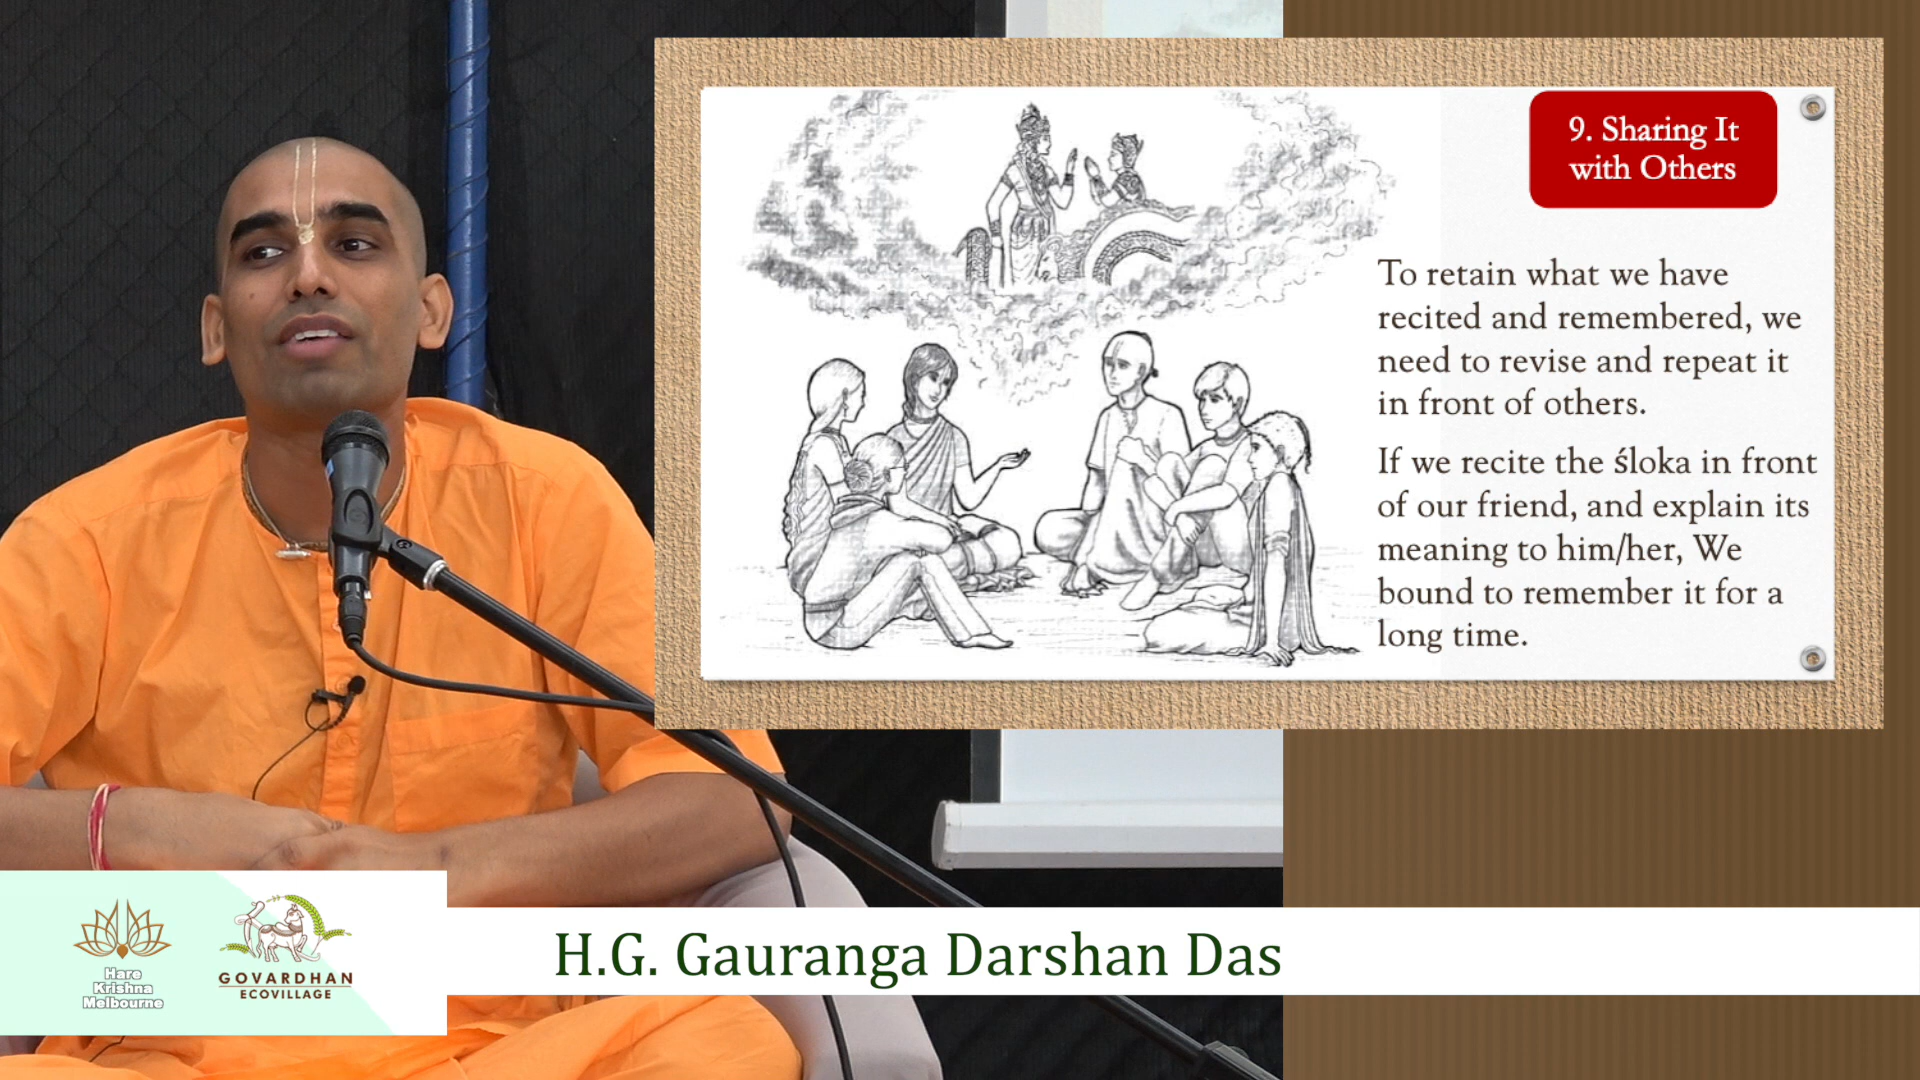 9. Sharing It
with Others
To retain what we have
recited and remembered, we
need to revise and repeat it
in front of others.
If we recite the śloka in front
of our friend, and explain its
meaning to him/her, We
bound to remember it for a
long time.
Hare
Krishna
Melbourne
GOVARDHAN
ECOVILLAGE
H.G. Gauranga Darshan Das